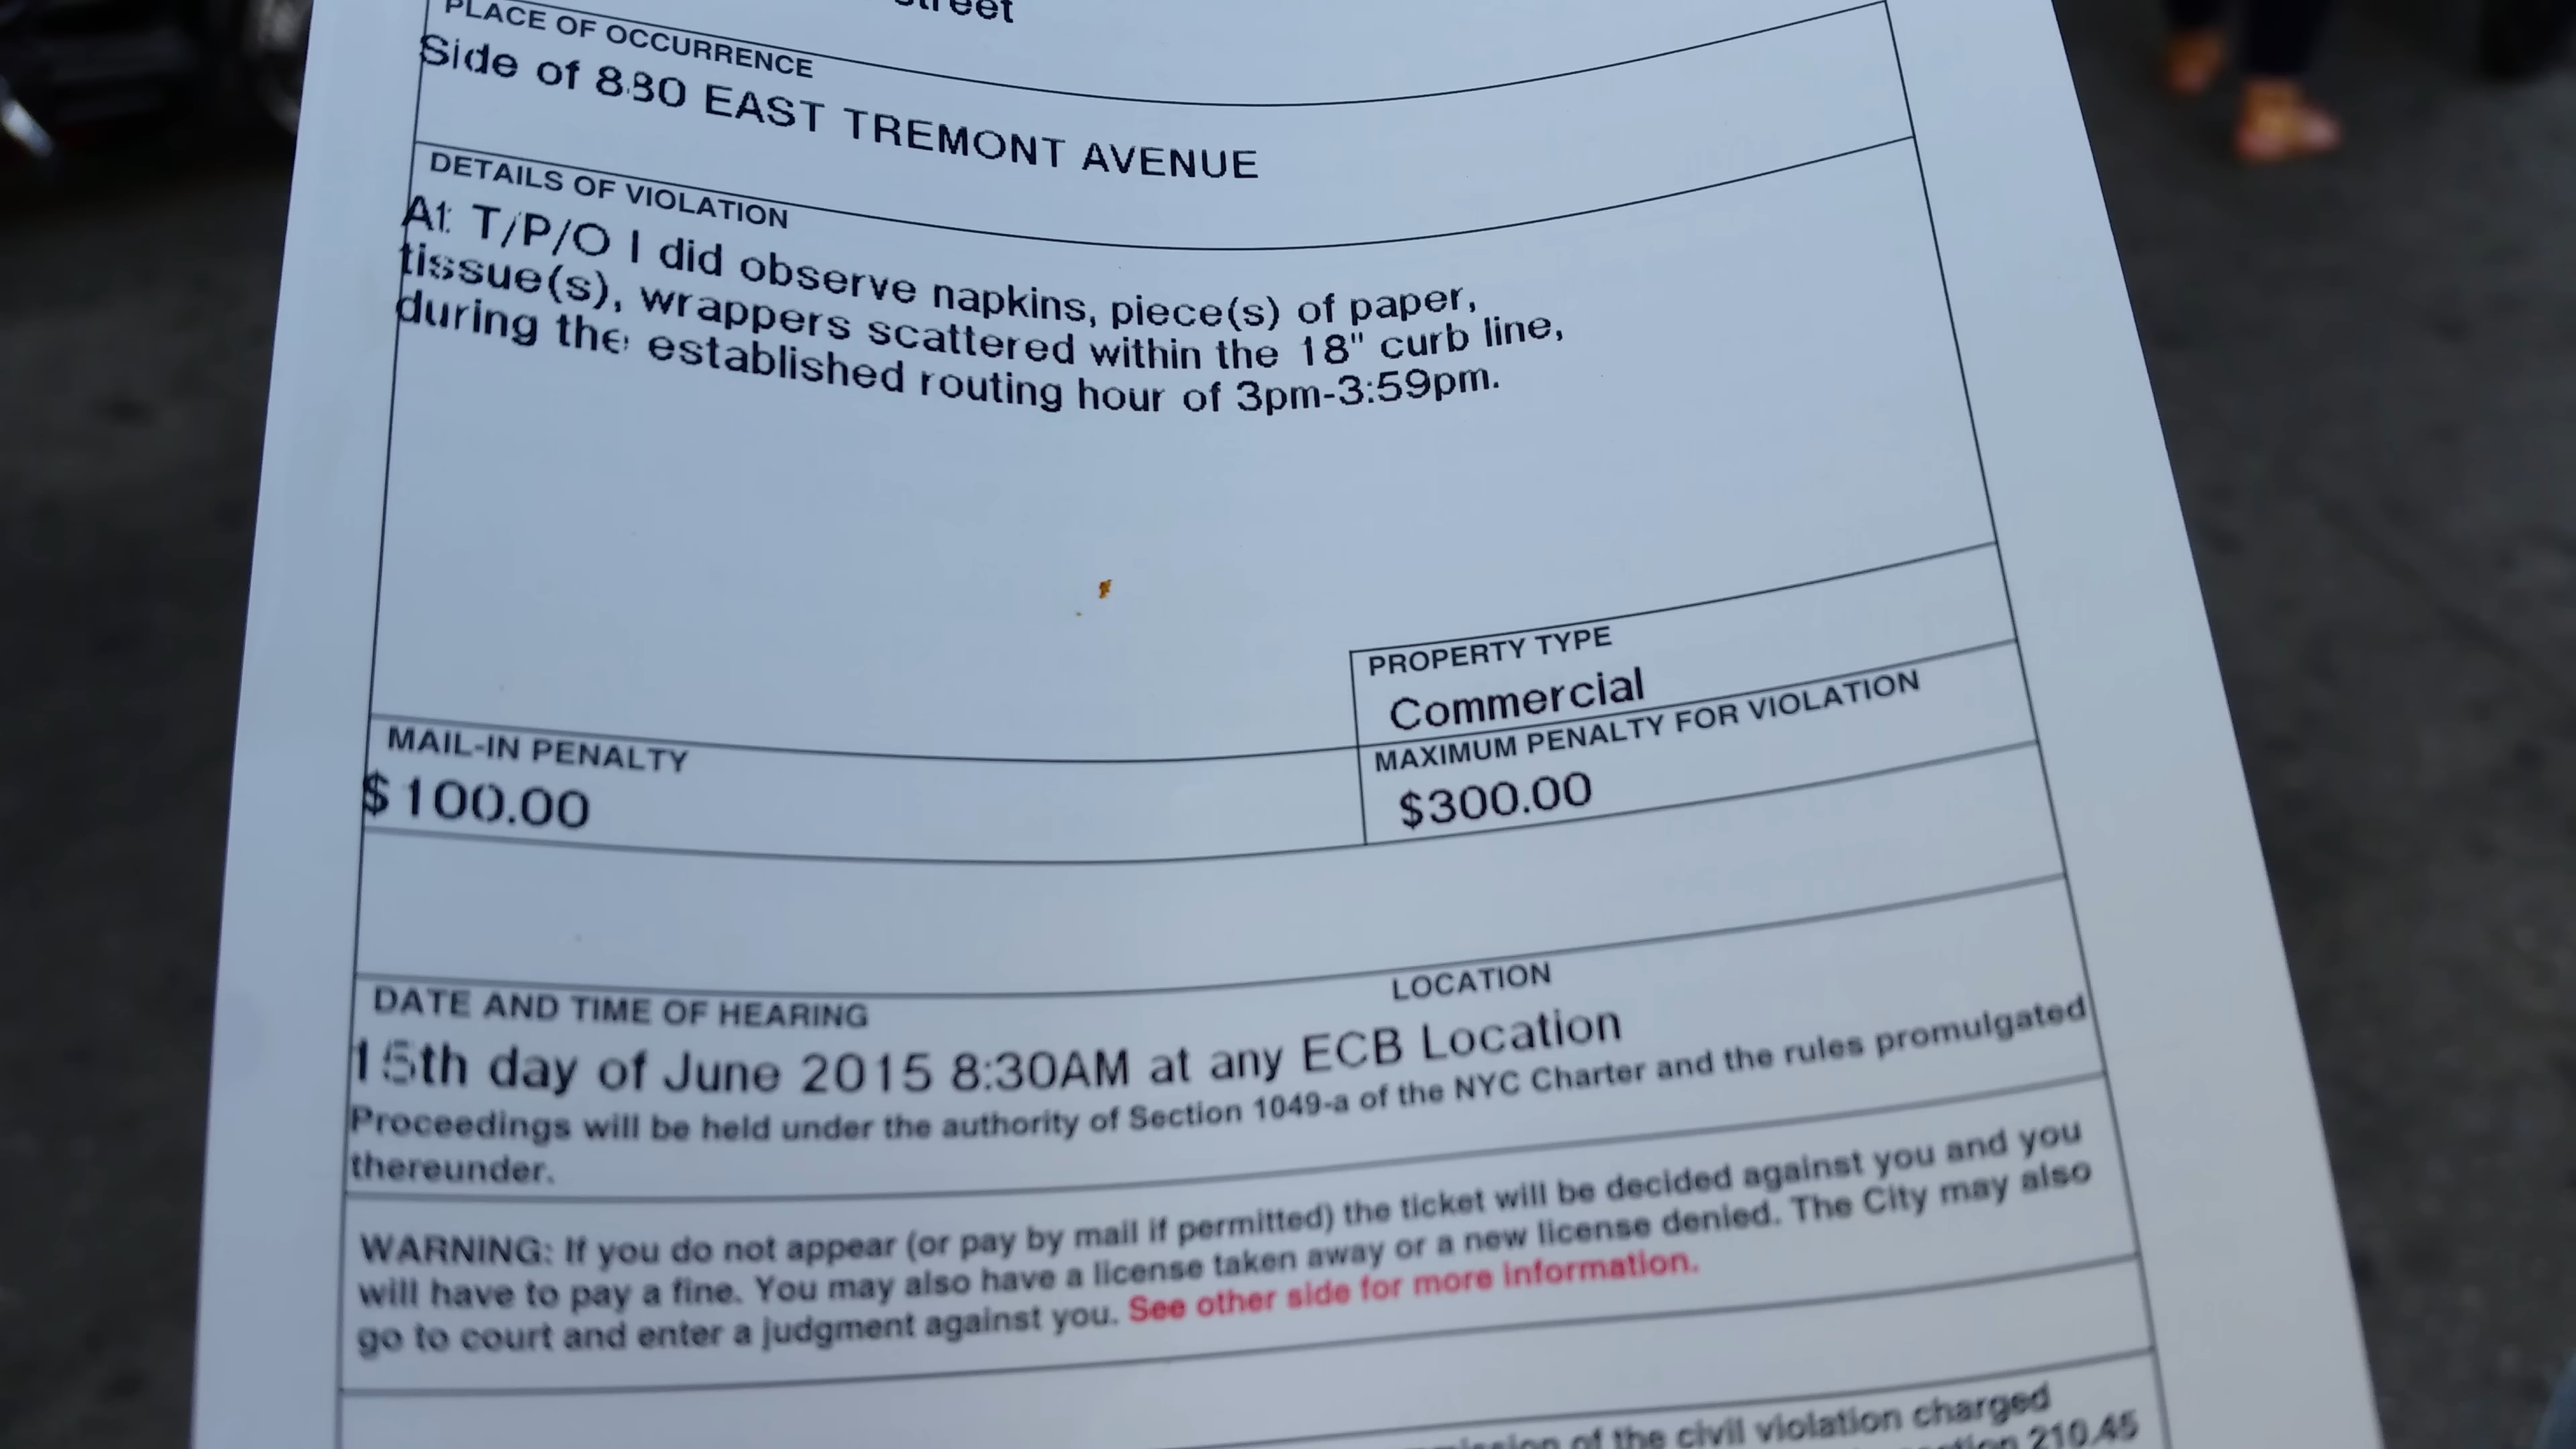 PLACE OF OCCURRENCE
Side of 880 EAST TREMONT AVENUE
DETAILS OF VIOLATION
At T/P/O I did observe napkins, piece(s) of paper,
tissue(s), wrappers scattered within the 18" curb line,
during the established routing hour of 3pm-3:59pm.
PROPERTY TYPE
Commercial
MAIL-IN PENALTY
$100.00
MAXIMUM PENALTY FOR VIOLATION
$300.00
DATE AND TIME OF HEARING
LOCATION
15th day of June 2015 8:30AM at any ECB Location
Proceedings will be held under the authority of Section 1049-a of the NYC Charter and the rules promulgated
thereunder.
WARNING: If you do not appear (or pay by mail if permitted) the ticket will be decided against you and you
will have to pay a fine. You may also have a license taken away or a new license denied. The City may also
go to court and enter a judgment against you. See other side for more information.
of the civil violation charged
210.45